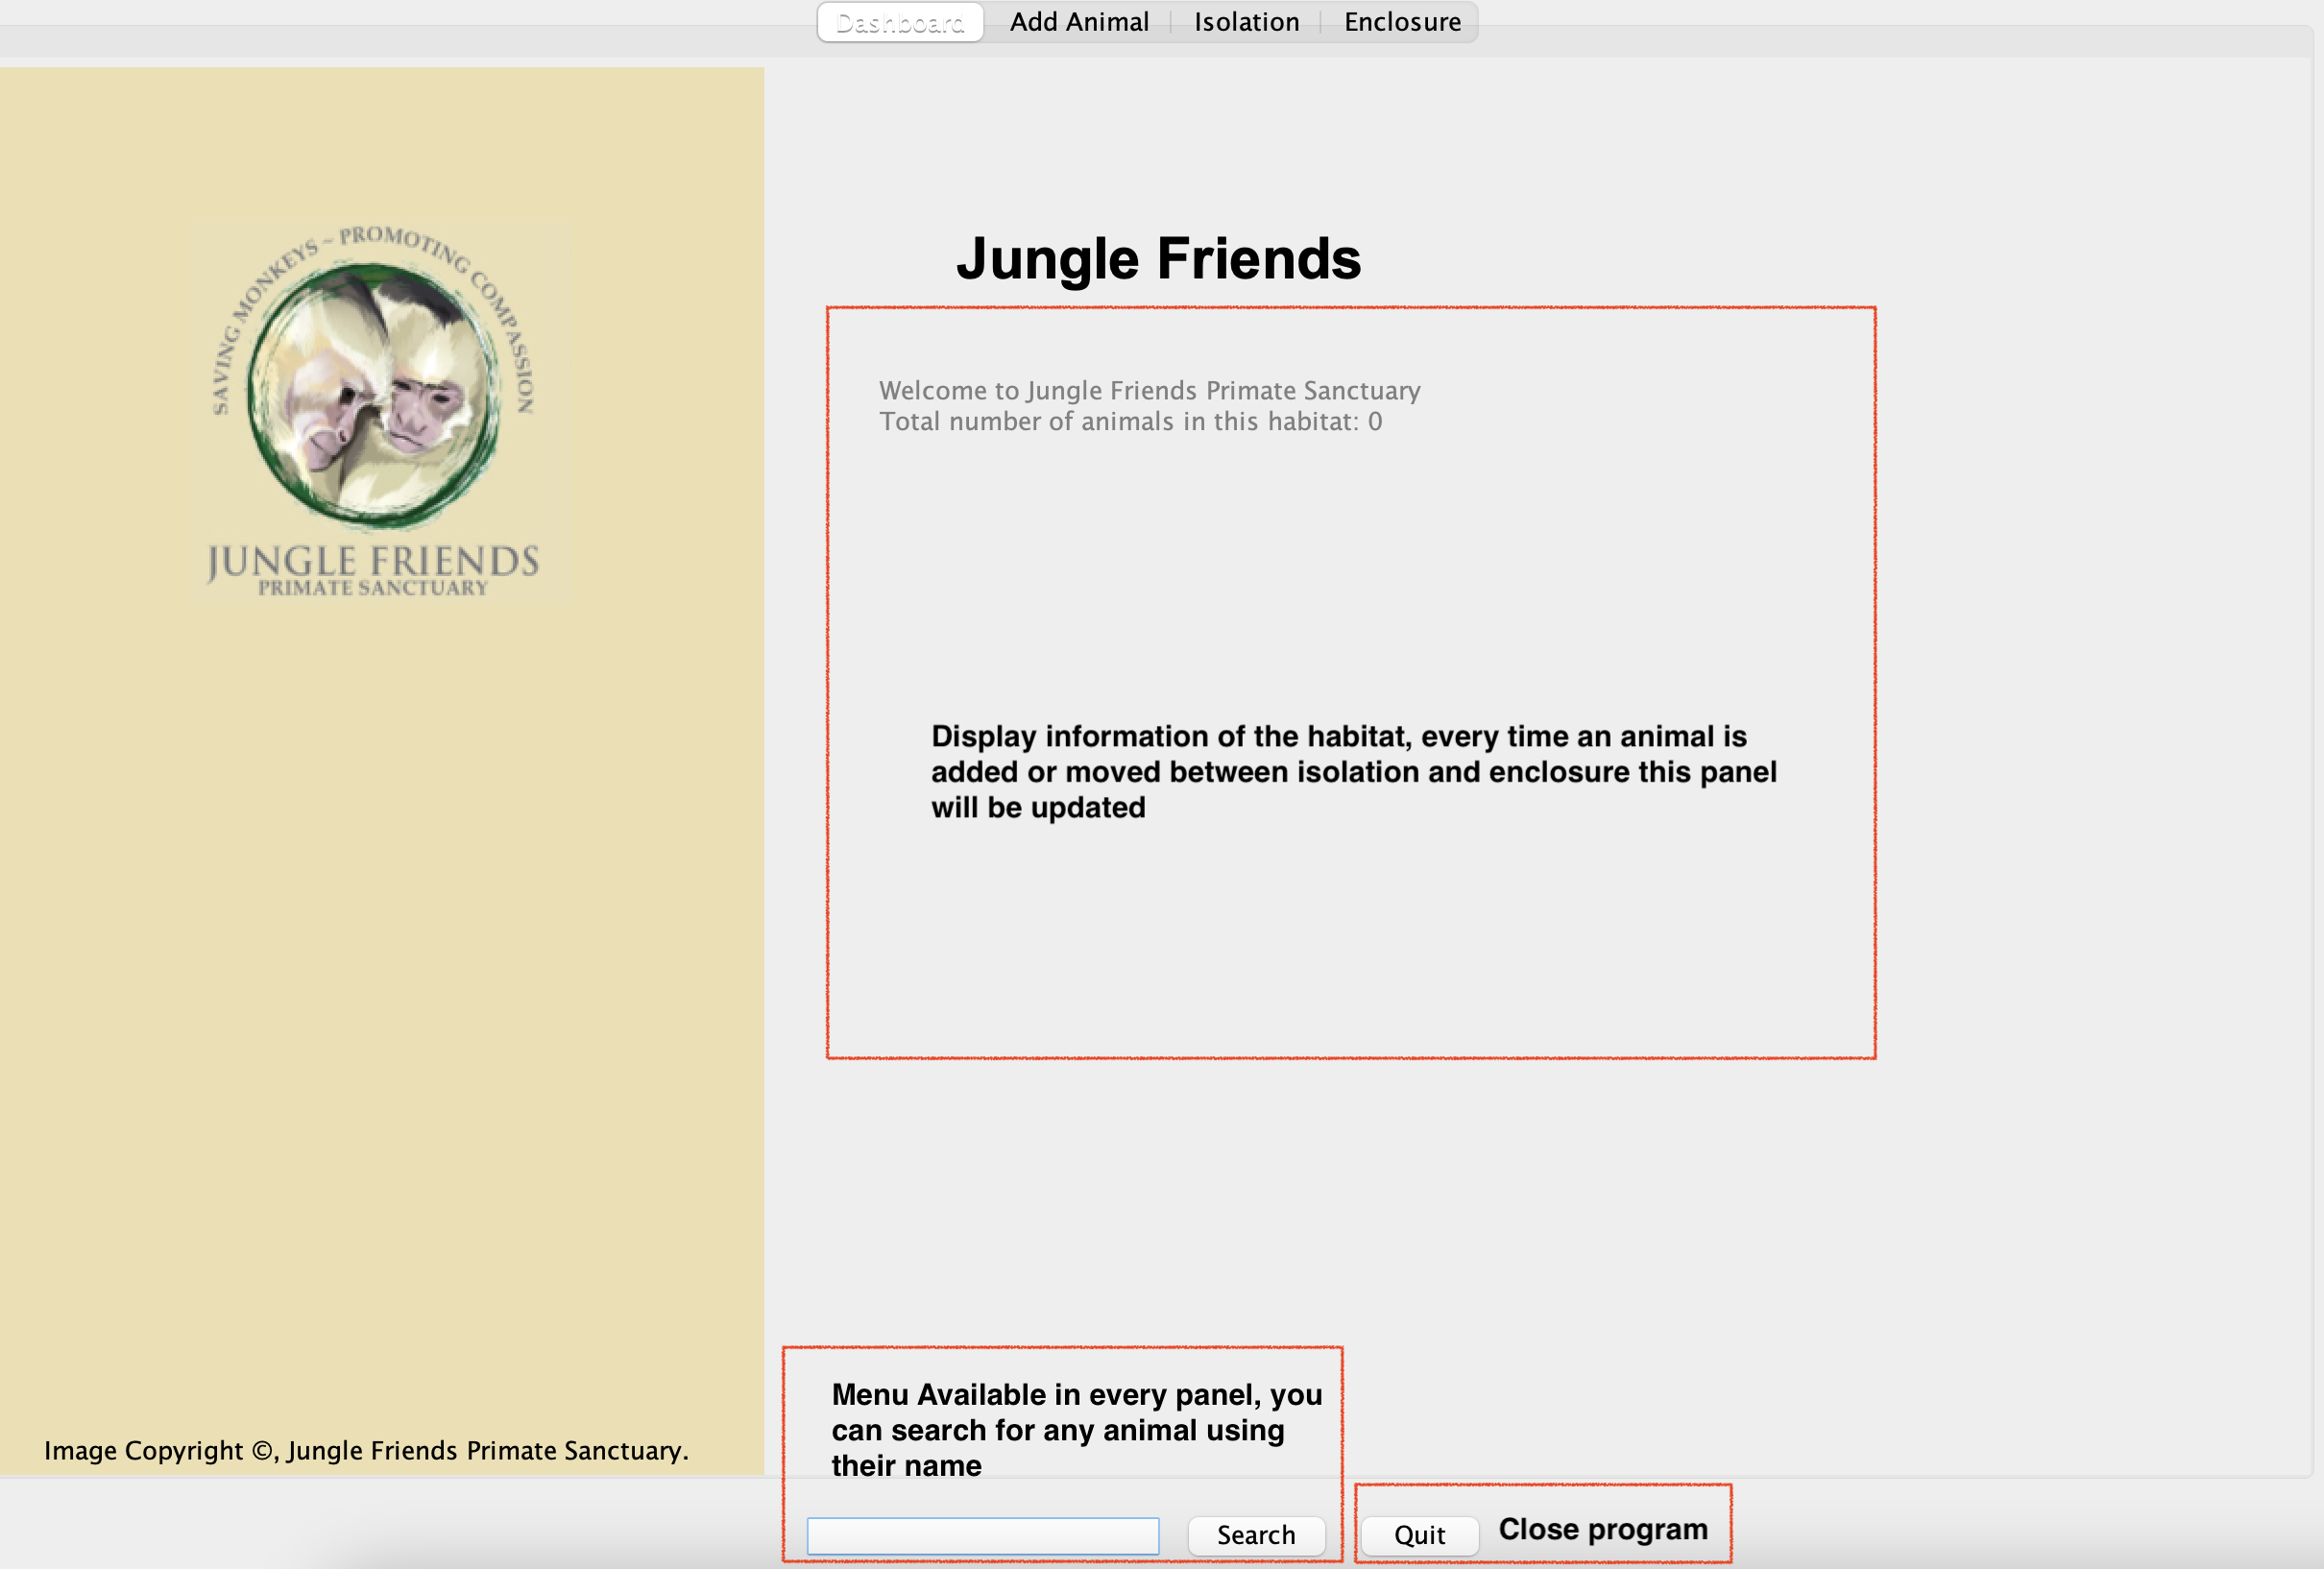 Dashboard
Add Animal
Isolation
Enclosure
SAVING MONKEYS ~ PROMOTING COMPASSION
JUNGLE FRIENDS
PRIMATE SANCTUARY
Image Copyright ©, Jungle Friends Primate Sanctuary.
Jungle Friends
Welcome to Jungle Friends Primate Sanctuary
Total number of animals in this habitat: 0
Display information of the habitat, every time an animal is
added or moved between isolation and enclosure this panel
will be updated
Menu Available in every panel, you
can search for any animal using
their name
Search
Quit
Close program